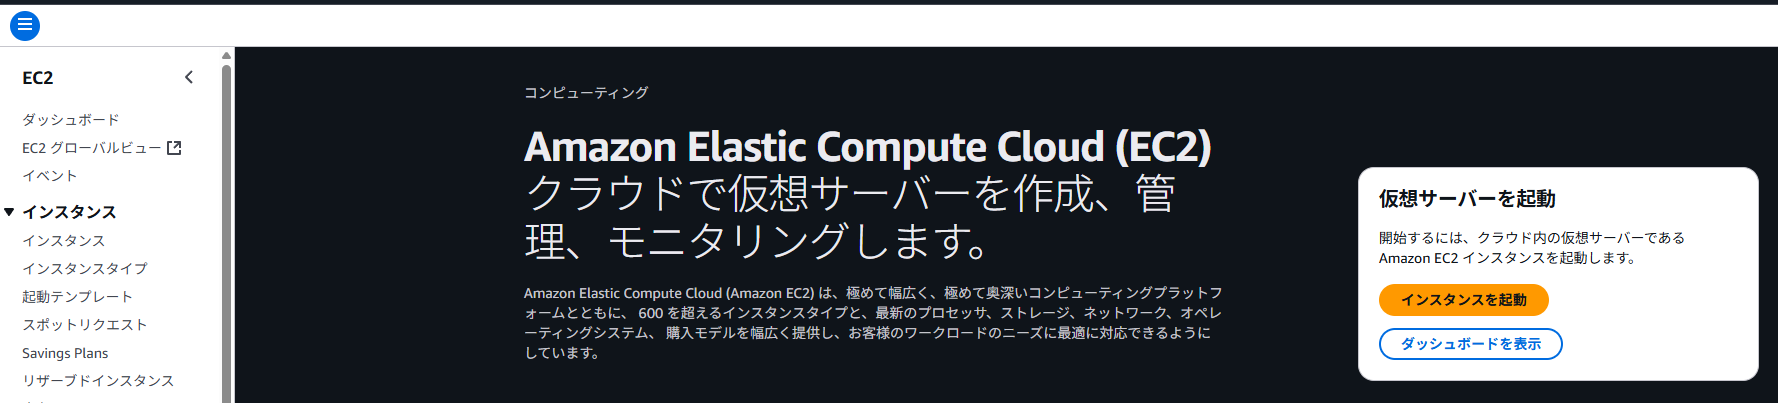 EC2
ダッシュボード
EC2 グローバルビュー
イベント
インスタンス
インスタンス
インスタンスタイプ
起動テンプレート
スポットリクエスト
Savings Plans
リザーブドインスタンス
コンピューティング
Amazon Elastic Compute Cloud (EC2)
クラウドで仮想サーバーを作成、管
理、モニタリングします。
Amazon Elastic Compute Cloud (Amazon EC2) は、極めて幅広く、極めて奥深いコンピューティングプラットフ
ォームとともに、 600 を超えるインスタンスタイプと、最新のプロセッサ、ストレージ、ネットワーク、オペレ
ーティングシステム、 購入モデルを幅広く提供し、お客様のワークロードのニーズに最適に対応できるように
しています。
仮想サーバーを起動
開始するには、クラウド内の仮想サーバーである
Amazon EC2 インスタンスを起動します。
インスタンスを起動
ダッシュボードを表示